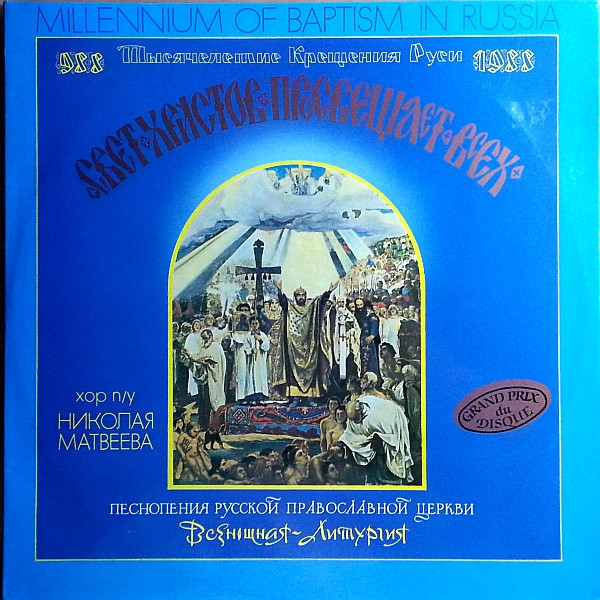 MILLENNIUM OF BAPTISM IN RUSSIA
988 Тысячелетие Крещения Руси 1988
СВЕТ·ХРИСТОВ·ПРОСВЕЩАЕТ·ВСЕХ
хор п/у
НИКОЛАЯ
МАТВЕЕВА
GRAND PRIX
du
DISQUE
ПЕСНОПЕНИЯ РУССКОЙ ПРАВОСЛАВНОЙ ЦЕРКВИ
Всенощная-Литургия